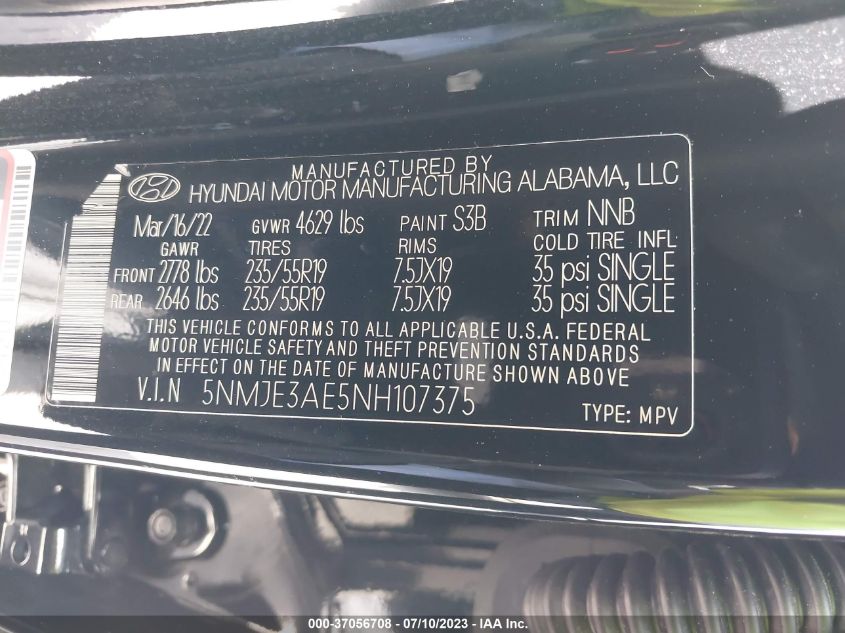 MANUFACTURED BY
HYUNDAI MOTOR MANUFACTURING ALABAMA, LLC
Mar/16/22 GVWR 4629 lbs PAINT S3B TRIM NNB
GAWR TIRES RIMS COLD TIRE INFL
FRONT 2778 lbs 235/55R19 7.5JX19 35 psi SINGLE
REAR 2646 lbs 235/55R19 7.5JX19 35 psi SINGLE
THIS VEHICLE CONFORMS TO ALL APPLICABLE U.S.A. FEDERAL
MOTOR VEHICLE SAFETY AND THEFT PREVENTION STANDARDS
IN EFFECT ON THE DATE OF MANUFACTURE SHOWN ABOVE
V.I.N 5NMJE3AE5NH107375 TYPE: MPV
000-37056708 - 07/10/2023 - IAA Inc.